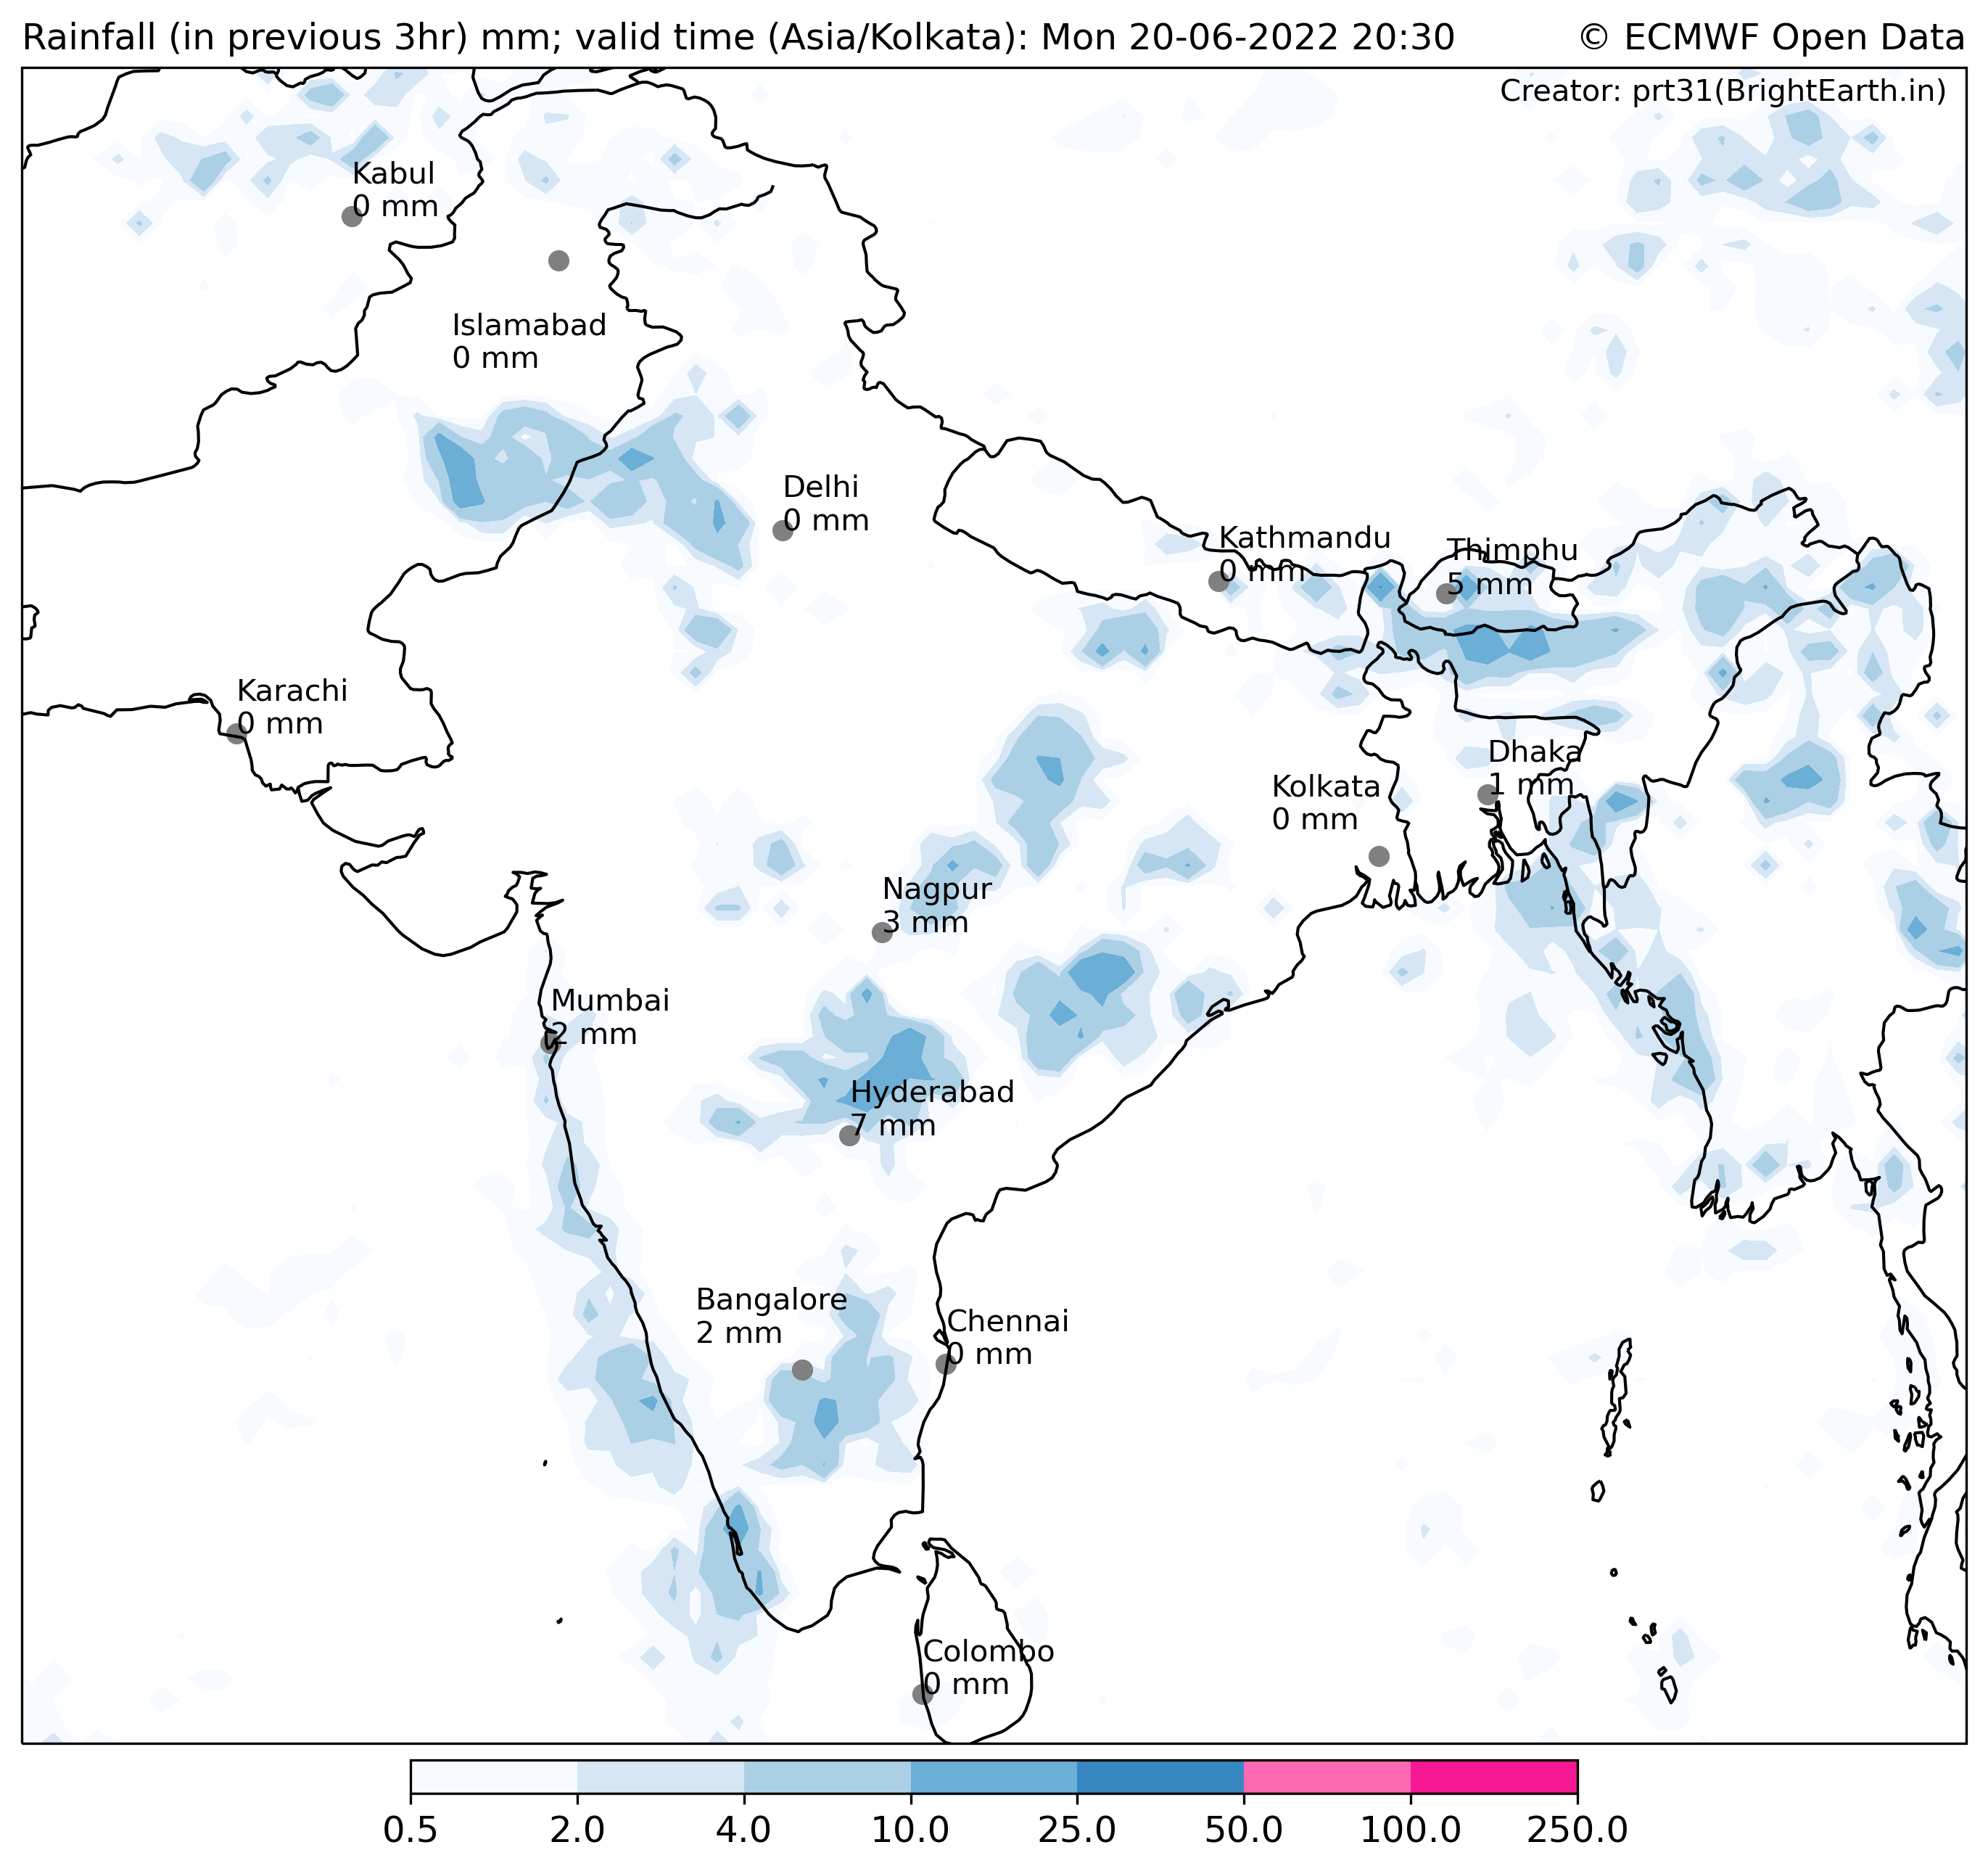 Rainfall (in previous 3hr) mm; valid time (Asia/Kolkata): Mon 20-06-2022 20:30
© ECMWF Open Data
Creator: prt31(BrightEarth.in)
Kabul
0 mm
Islamabad
0 mm
Delhi
0 mm
Kathmandu
0 mm
Thimphu
5 mm
Karachi
0 mm
Dhaka
1 mm
Kolkata
0 mm
Nagpur
3 mm
Mumbai
2 mm
Hyderabad
7 mm
Bangalore
2 mm
Chennai
0 mm
Colombo
0 mm
0.5 2.0 4.0 10.0 25.0 50.0 100.0 250.0